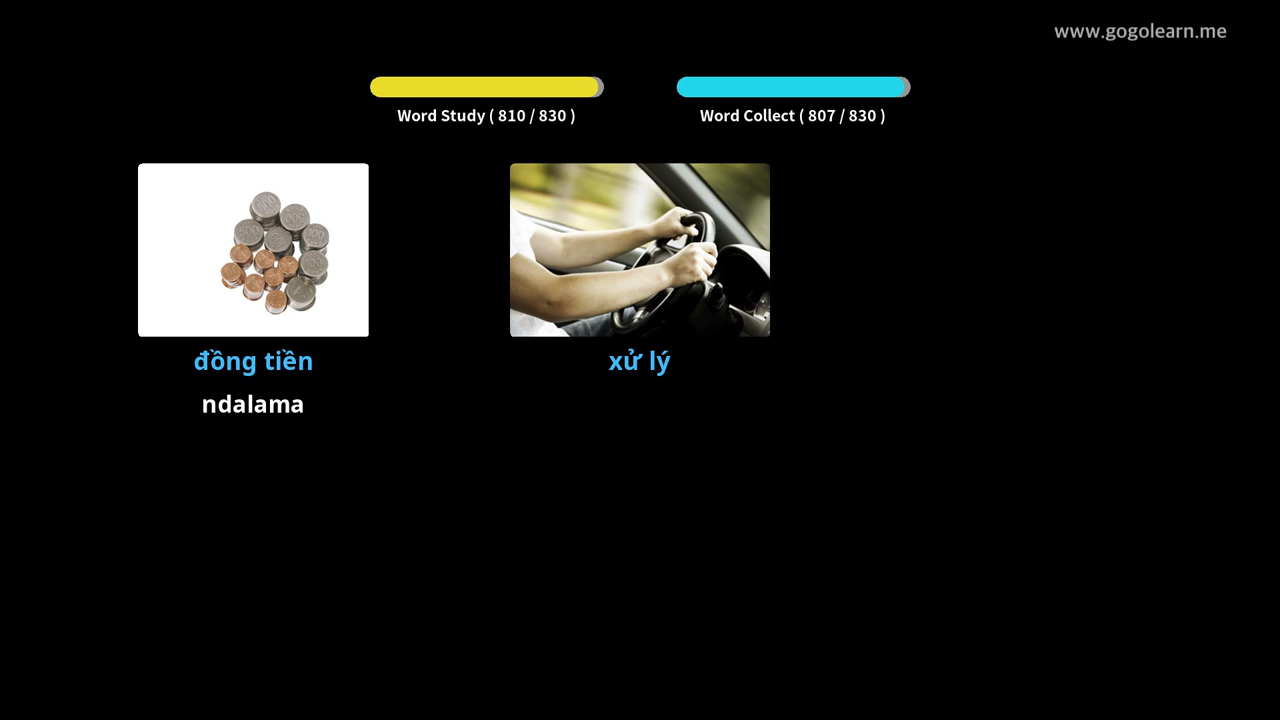 www.gogolearn.me
Word Study ( 810 / 830 )
Word Collect ( 807 / 830 )
đồng tiền
xử lý
ndalama